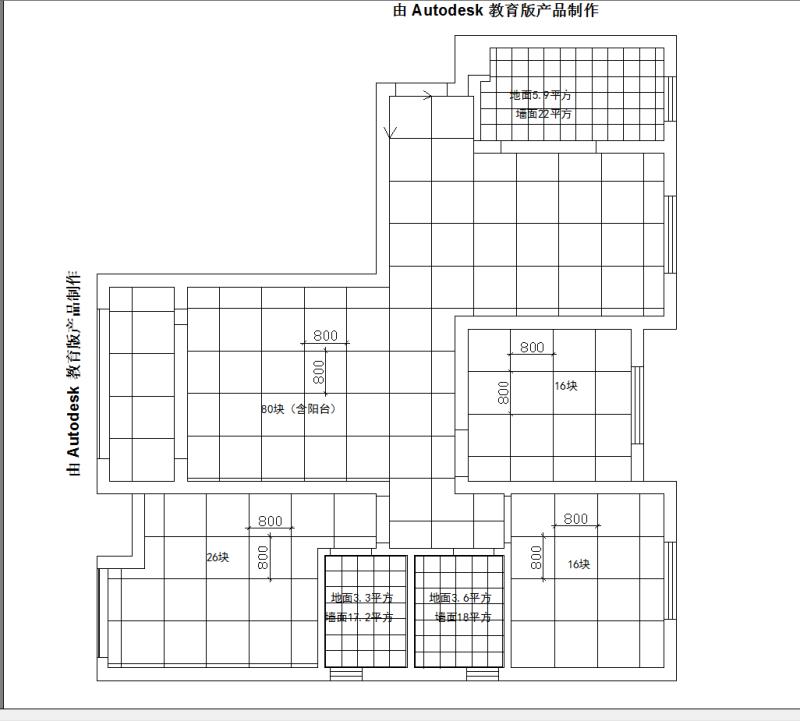 由 Autodesk 教育版产品制作
地面5.9平方
墙面22平方
由 Autodesk 教育版产品制作
800
800
80块（含阳台）
800
800
16块
800
800
26块
800
800
16块
地面3.3平方
墙面17.2平方
地面3.6平方
墙面18平方